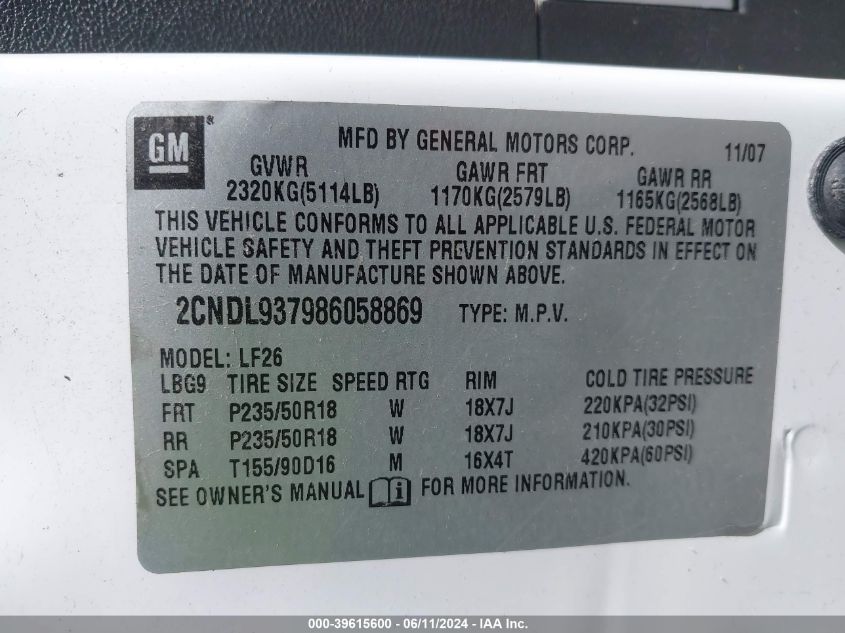 GM
MFD BY GENERAL MOTORS CORP. 11/07
GVWR GAWR FRT GAWR RR
2320KG(5114LB) 1170KG(2579LB) 1165KG(2568LB)
THIS VEHICLE CONFORMS TO ALL APPLICABLE U.S. FEDERAL MOTOR
VEHICLE SAFETY AND THEFT PREVENTION STANDARDS IN EFFECT ON
THE DATE OF MANUFACTURE SHOWN ABOVE.
2CNDL937986058869 TYPE: M.P.V.
MODEL: LF26
LBG9 TIRE SIZE SPEED RTG RIM COLD TIRE PRESSURE
FRT P235/50R18 W 18X7J 220KPA(32PSI)
RR P235/50R18 W 18X7J 210KPA(30PSI)
SPA T155/90D16 M 16X4T 420KPA(60PSI)
SEE OWNER'S MANUAL i FOR MORE INFORMATION.
000-39615600 - 06/11/2024 - IAA Inc.